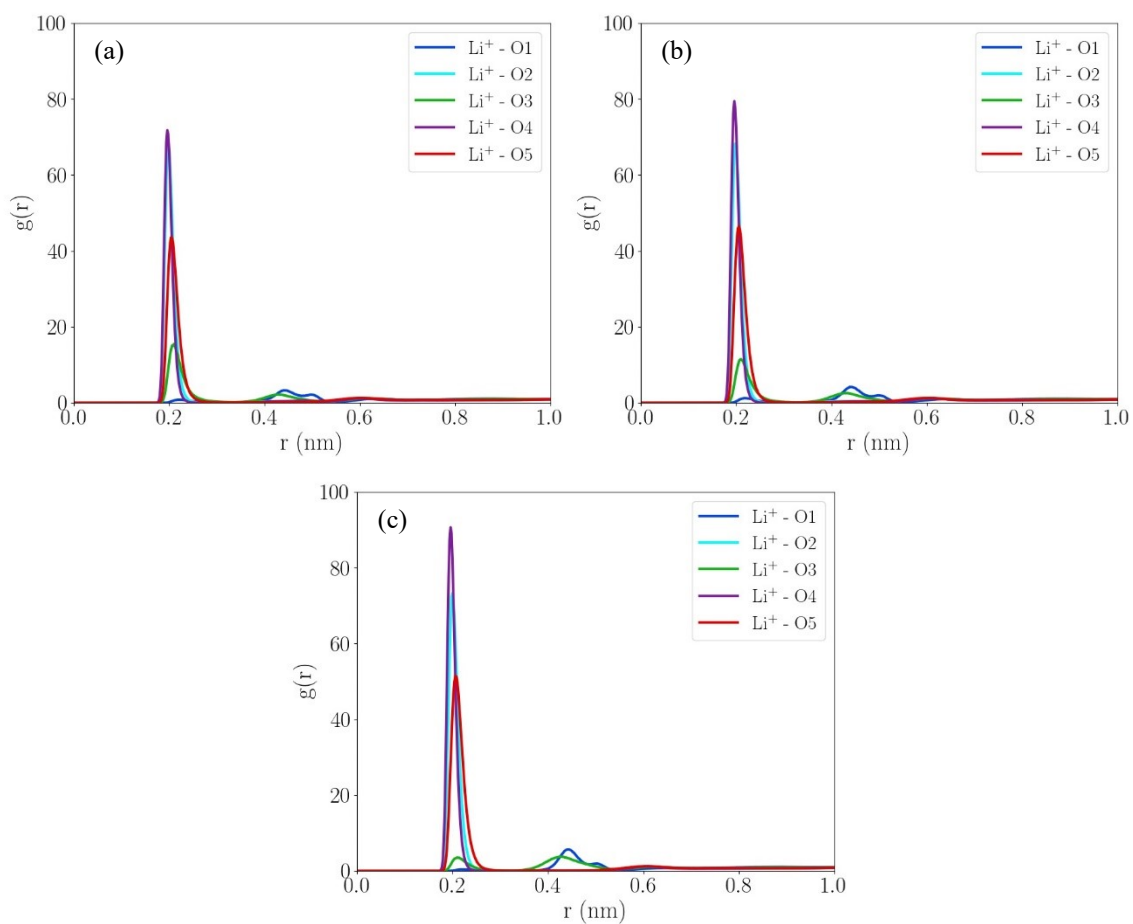 (a)
g(r)
100
80
60
40
20
0
0.0 0.2 0.4 0.6 0.8 1.0
r (nm)
Li⁺ - O1
Li⁺ - O2
Li⁺ - O3
Li⁺ - O4
Li⁺ - O5
(b)
g(r)
100
80
60
40
20
0
0.0 0.2 0.4 0.6 0.8 1.0
r (nm)
Li⁺ - O1
Li⁺ - O2
Li⁺ - O3
Li⁺ - O4
Li⁺ - O5
(c)
g(r)
100
80
60
40
20
0
0.0 0.2 0.4 0.6 0.8 1.0
r (nm)
Li⁺ - O1
Li⁺ - O2
Li⁺ - O3
Li⁺ - O4
Li⁺ - O5